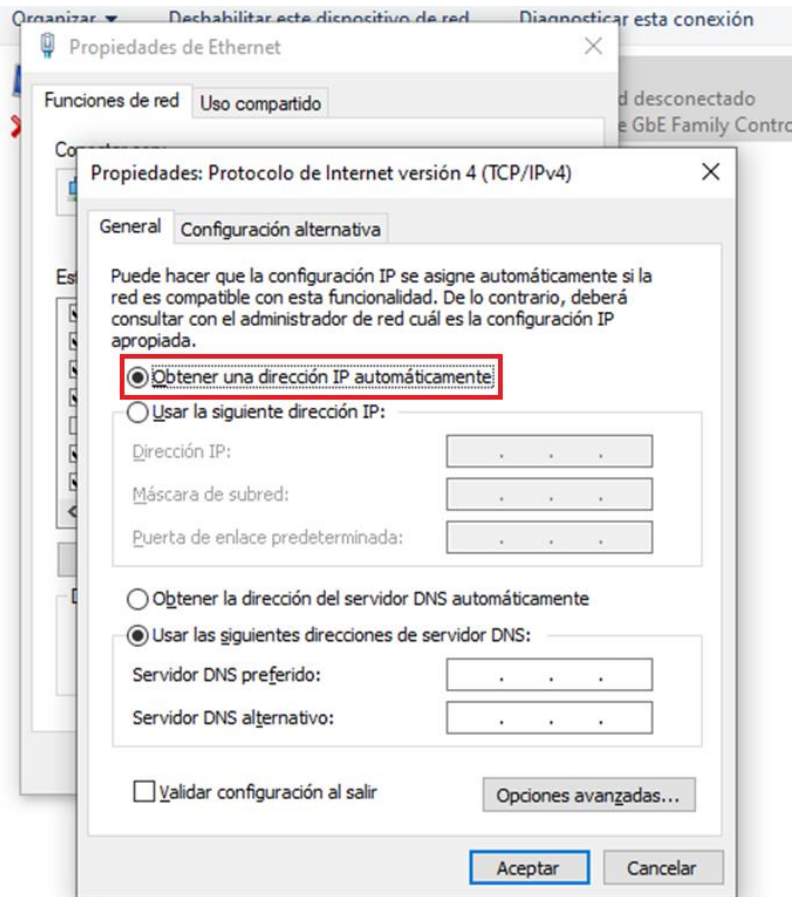 Organizar Deshabilitar este dispositivo de red Diagnosticar esta conexión
Propiedades de Ethernet
Funciones de red Uso compartido
d desconectado
e GbE Family Contro
Propiedades: Protocolo de Internet versión 4 (TCP/IPv4)
General Configuración alternativa
Puede hacer que la configuración IP se asigne automáticamente si la
red es compatible con esta funcionalidad. De lo contrario, deberá
consultar con el administrador de red cuál es la configuración IP
apropiada.
Obtener una dirección IP automáticamente
Usar la siguiente dirección IP:
Dirección IP:
Máscara de subred:
Puerta de enlace predeterminada:
Obtener la dirección del servidor DNS automáticamente
Usar las siguientes direcciones de servidor DNS:
Servidor DNS preferido:
Servidor DNS alternativo:
Validar configuración al salir
Opciones avanzadas...
Aceptar Cancelar